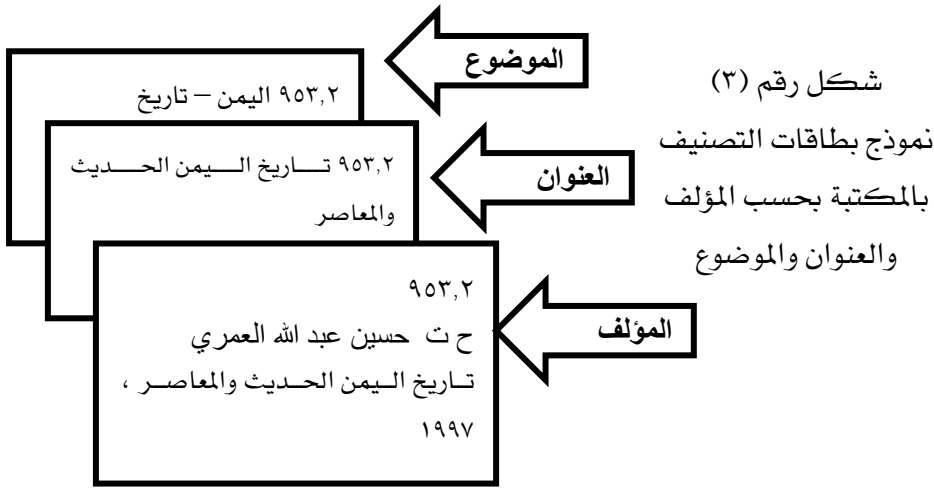 شكل رقم (٣)
نموذج بطاقات التصنيف
بالمكتبة بحسب المؤلف
والعنوان والموضوع
الموضوع
٩٥٣,٢ اليمن – تاريخ
العنوان
٩٥٣,٢ تاريخ اليمن الحديث
والمعاصر
المؤلف
٩٥٣,٢
ح ت حسين عبد الله العمري
تاريخ اليمن الحديث والمعاصر ،
١٩٩٧